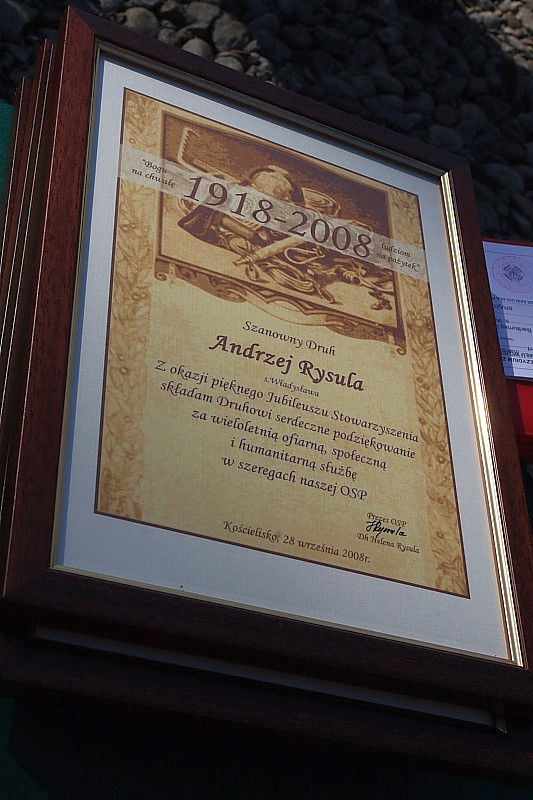 "Bogu
na chwałę
1918-2008
ludziom
na pożytek"
Szanowny Druh
Andrzej Rysula
s.Władysława
Z okazji pięknego Jubileuszu Stowarzyszenia
składam Druhowi serdeczne podziękowanie
za wieloletnią ofiarną, społeczną
i humanitarną służbę
w szeregach naszej OSP
Prezes OSP
Dh Helena Rysula
Kościelisko, 28 września 2008r.